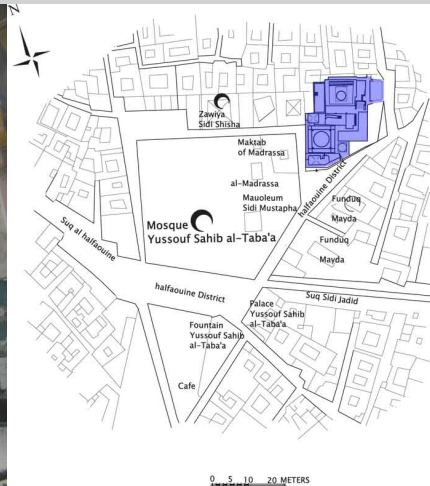 N
Zawiya
Sidi Shisha
Maktab
of Madrassa
al-Madrassa
Mauoleum
Sidi Mustapha
Mosque
Yussouf Sahib al-Taba'a
halfaouine District
Funduq
Mayda
Funduq
Mayda
Suq al halfaouine
halfaouine District
Suq Sidi Jadid
Palace
Yussouf Sahib
al-Taba'a
Fountain
Yussouf Sahib
al-Taba'a
Cafe
0 5 10 20 METERS